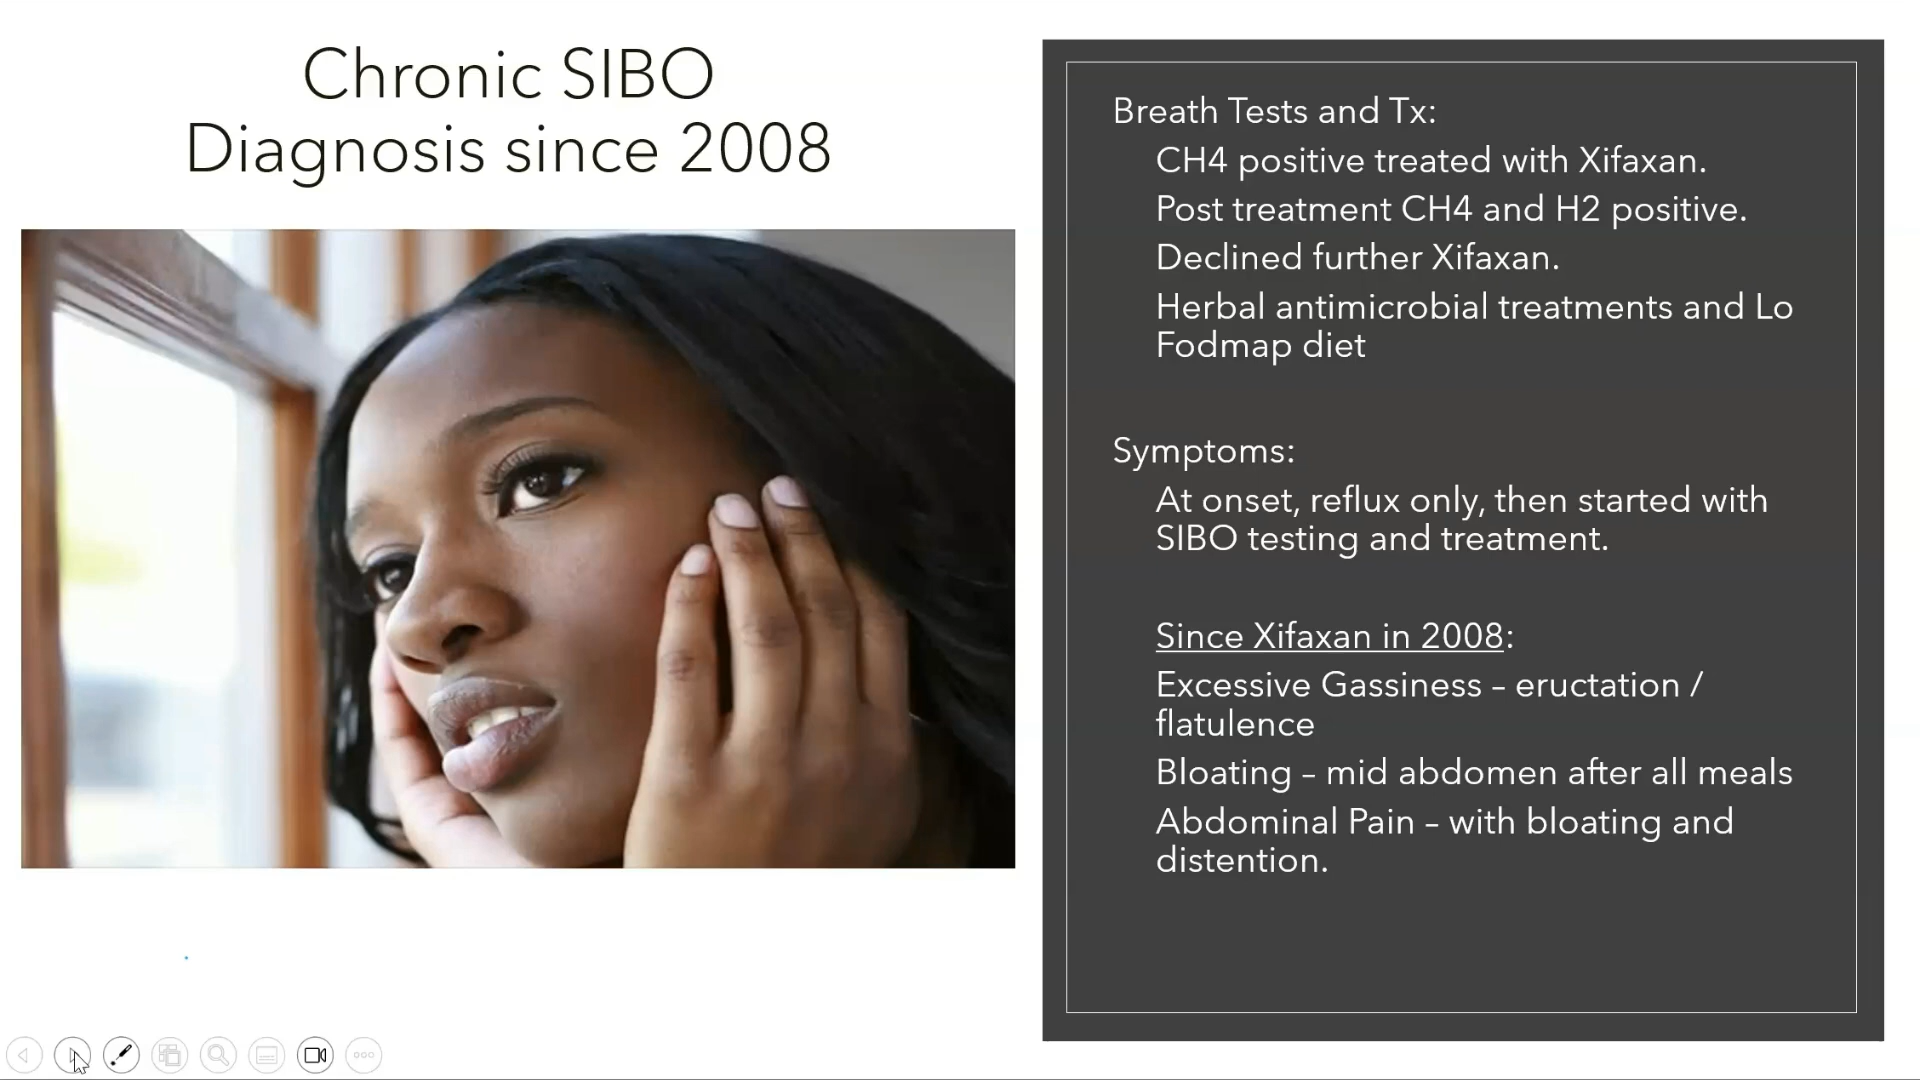 Chronic SIBO
Diagnosis since 2008
Breath Tests and Tx:
CH4 positive treated with Xifaxan.
Post treatment CH4 and H2 positive.
Declined further Xifaxan.
Herbal antimicrobial treatments and Lo
Fodmap diet
Symptoms:
At onset, reflux only, then started with
SIBO testing and treatment.
Since Xifaxan in 2008:
Excessive Gassiness – eructation /
flatulence
Bloating – mid abdomen after all meals
Abdominal Pain – with bloating and
distention.